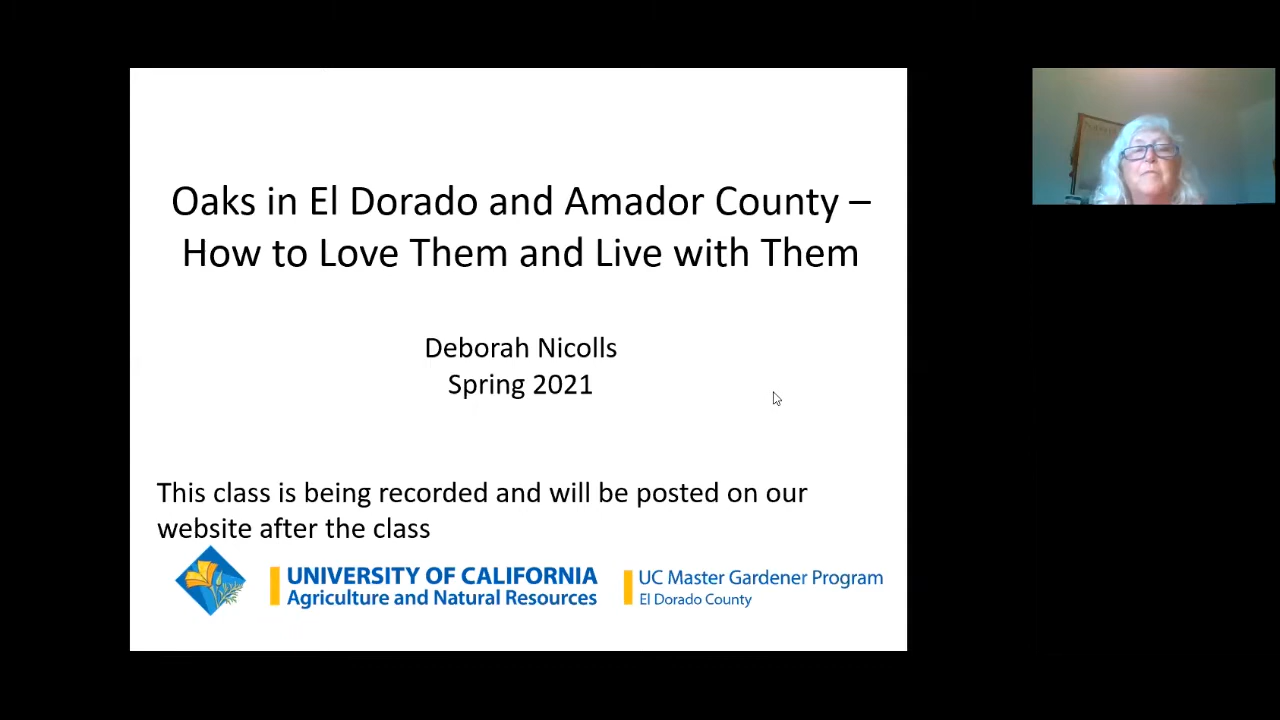 Oaks in El Dorado and Amador County –
How to Love Them and Live with Them
Deborah Nicolls
Spring 2021
This class is being recorded and will be posted on our
website after the class
UNIVERSITY OF CALIFORNIA
Agriculture and Natural Resources
UC Master Gardener Program
El Dorado County